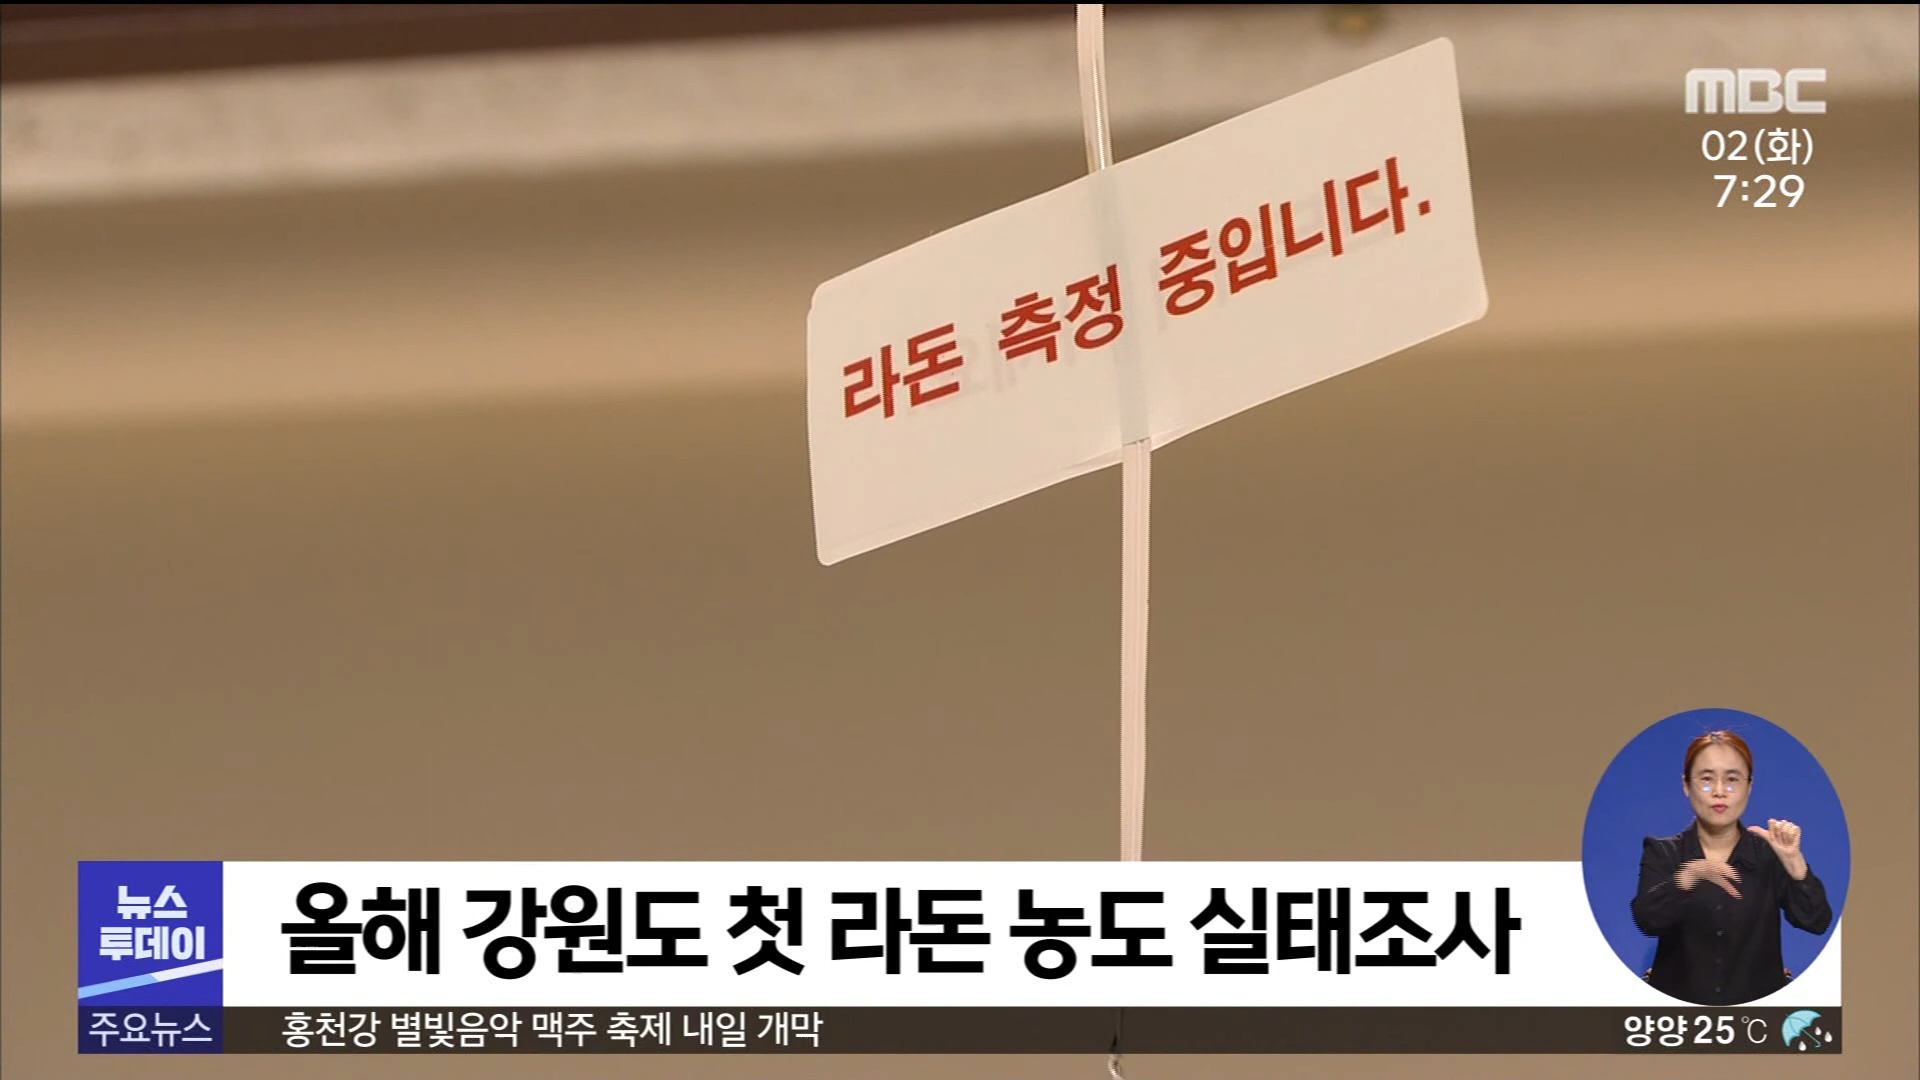 MBC
02(화)
7:29
라돈 측정 중입니다.
뉴스
투데이
올해 강원도 첫 라돈 농도 실태조사
주요뉴스
홍천강 별빛음악 맥주 축제 내일 개막
양양 25℃